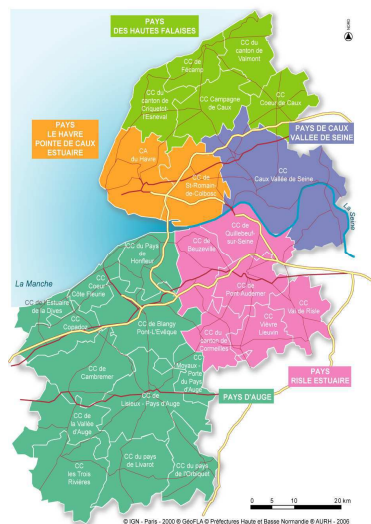 PAYS
DES HAUTES FALAISES
CC du
canton de
Valmont
CC de
Fécamp
CC
du
canton de
Criquetot-
l'Esneval
CC Campagne
de Caux
CC
Coeur de
Caux
PAYS
LE HAVRE
POINTE DE CAUX
ESTUAIRE
PAYS DE CAUX
VALLEE DE SEINE
CA
du Havre
CC
de
St-Romain
de-Colbosc
CC
Caux Vallée de Seine
La Seine
CC de
Quillebeuf
sur-Seine
CC de
Beuzeville
CC du Pays
de
Honfleur
La Manche
CC
Coeur
Côte Fleurie
CC de l'Estuaire
de la Dives
CC
Copadoz
CC
de Pont-Audemer
CC
Val de Risle
CC
Vièvre
Lieuvin
CC du
canton de
Cormeilles
CC de Blangy
Pont-L'Evêque
CC
Moyaux - Porte
du Pays
d'Auge
CC de
Cambremer
PAYS
RISLE ESTUAIRE
PAYS D'AUGE
CC de
Lisieux - Pays d'Auge
CC de
la Vallée
d'Auge
CC
les Trois
Rivières
CC du pays
de Livarot
CC du pays
de l'Orbiquet
0 5 10 20 km
© IGN - Paris - 2000 ® GéoFLA © Préfectures Haute et Basse Normandie ® AURH - 2006